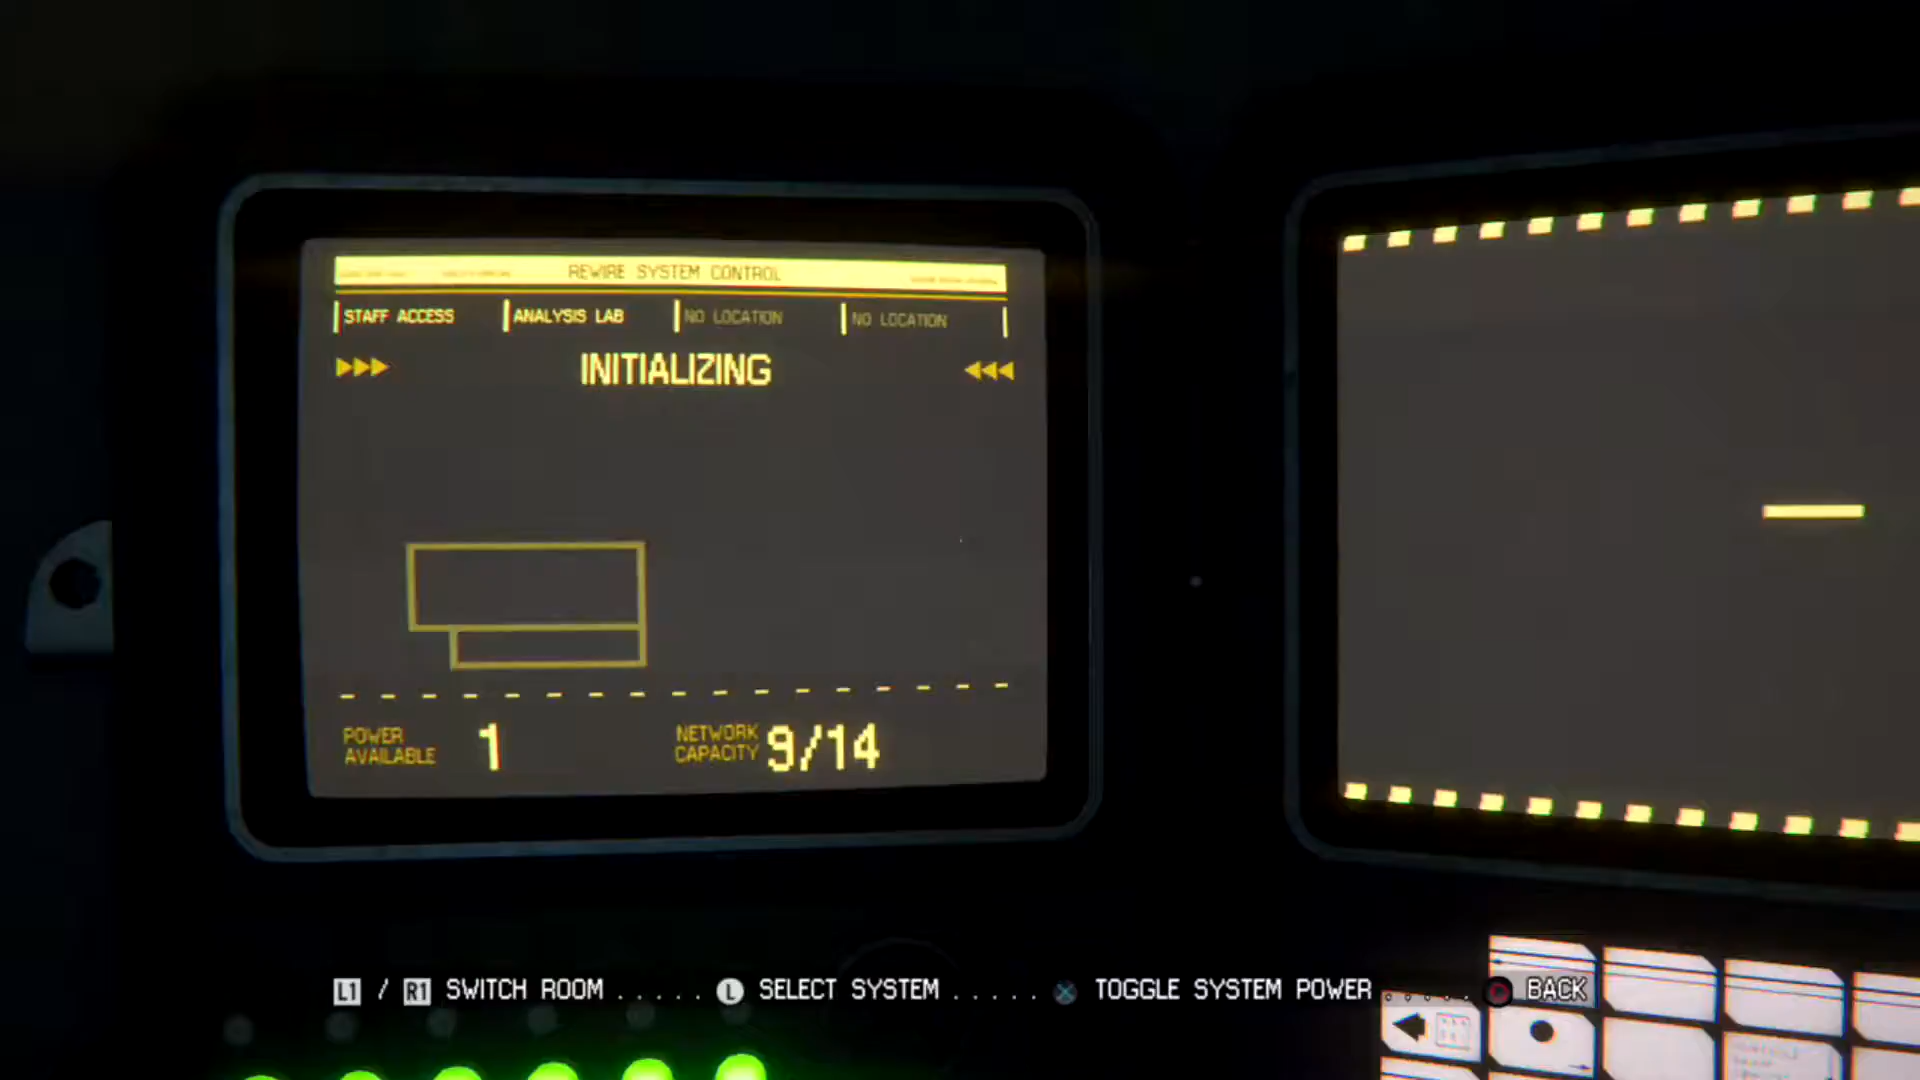 REWIRE SYSTEM CONTROL
STAFF ACCESS
ANALYSIS LAB
NO LOCATION
NO LOCATION
INITIALIZING
POWER
AVAILABLE
1
NETWORK
CAPACITY
9/14
L1 / R1 SWITCH ROOM ..... L SELECT SYSTEM ..... TOGGLE SYSTEM POWER ..... BACK